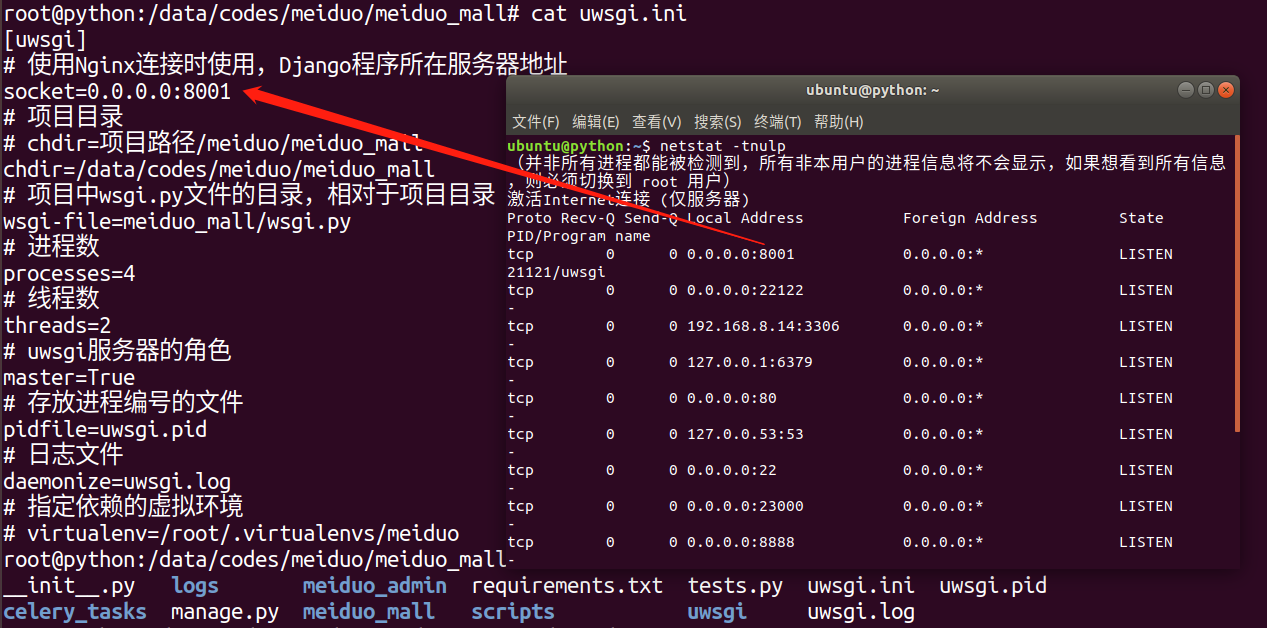 root@python:/data/codes/meiduo/meiduo_mall# cat uwsgi.ini
[uwsgi]
# 使用Nginx连接时使用，Django程序所在服务器地址
socket=0.0.0.0:8001
# 项目目录
# chdir=项目路径/meiduo/meiduo_mall
chdir=/data/codes/meiduo/meiduo_mall
# 项目中wsgi.py文件的目录，相对于项目目录
wsgi-file=meiduo_mall/wsgi.py
# 进程数
processes=4
# 线程数
threads=2
# uwsgi服务器的角色
master=True
# 存放进程编号的文件
pidfile=uwsgi.pid
# 日志文件
daemonize=uwsgi.log
# 指定依赖的虚拟环境
# virtualenv=/root/.virtualenvs/meiduo
root@python:/data/codes/meiduo/meiduo_mall
__init__.py logs meiduo_admin requirements.txt tests.py uwsgi.ini uwsgi.pid
celery_tasks manage.py meiduo_mall scripts uwsgi uwsgi.log
ubuntu@python: ~
文件(F) 编辑(E) 查看(V) 搜索(S) 终端(T) 帮助(H)
ubuntu@python:~$ netstat -tnulp
（并非所有进程都能被检测到，所有非本用户的进程信息将不会显示，如果想看到所有信息
，则必须切换到 root 用户）
激活Internet连接 (仅服务器)
Proto Recv-Q Send-Q Local Address Foreign Address State
PID/Program name
tcp 0 0 0.0.0.0:8001 0.0.0.0:* LISTEN
21121/uwsgi
tcp 0 0 0.0.0.0:22122 0.0.0.0:* LISTEN
-
tcp 0 0 192.168.8.14:3306 0.0.0.0:* LISTEN
-
tcp 0 0 127.0.0.1:6379 0.0.0.0:* LISTEN
-
tcp 0 0 0.0.0.0:80 0.0.0.0:* LISTEN
-
tcp 0 0 127.0.0.53:53 0.0.0.0:* LISTEN
-
tcp 0 0 0.0.0.0:22 0.0.0.0:* LISTEN
-
tcp 0 0 0.0.0.0:23000 0.0.0.0:* LISTEN
-
tcp 0 0 0.0.0.0:8888 0.0.0.0:* LISTEN
-